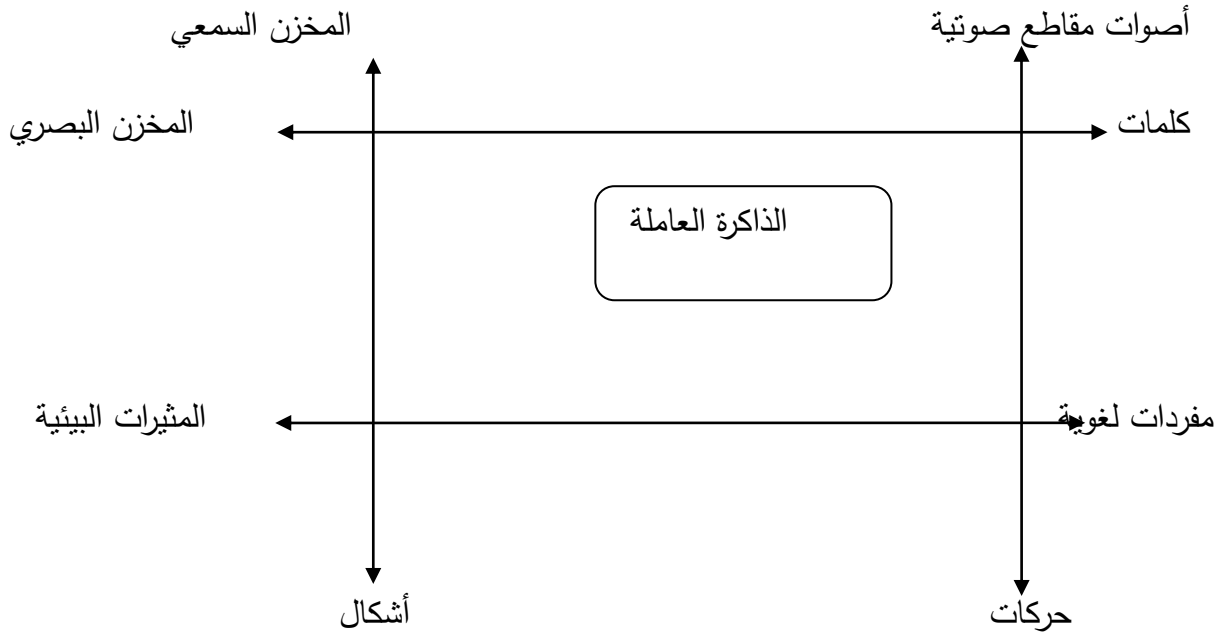 أصوات مقاطع صوتية
المخزن السمعي
كلمات
المخزن البصري
الذاكرة العاملة
مفردات لغوية
المثيرات البيئية
حركات
أشكال